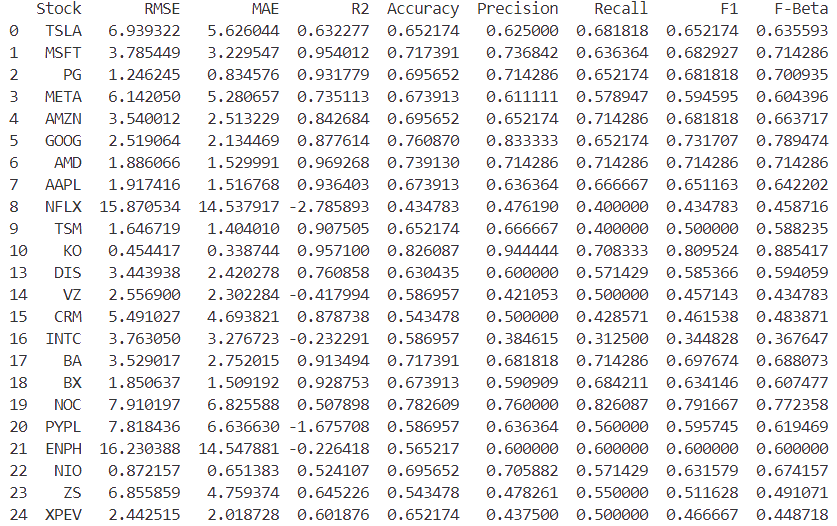 Stock RMSE MAE R2 Accuracy Precision Recall F1 F-Beta
0 TSLA 6.939322 5.626044 0.632277 0.652174 0.625000 0.681818 0.652174 0.635593
1 MSFT 3.785449 3.229547 0.954012 0.717391 0.736842 0.636364 0.682927 0.714286
2 PG 1.246245 0.834576 0.931779 0.695652 0.714286 0.652174 0.681818 0.700935
3 META 6.142050 5.280657 0.735113 0.673913 0.611111 0.578947 0.594595 0.604396
4 AMZN 3.540012 2.513229 0.842684 0.695652 0.652174 0.714286 0.681818 0.663717
5 GOOG 2.519064 2.134469 0.877614 0.760870 0.833333 0.652174 0.731707 0.789474
6 AMD 1.886066 1.529991 0.969268 0.739130 0.714286 0.714286 0.714286 0.714286
7 AAPL 1.917416 1.516768 0.936403 0.673913 0.636364 0.666667 0.651163 0.642202
8 NFLX 15.870534 14.537917 -2.785893 0.434783 0.476190 0.400000 0.434783 0.458716
9 TSM 1.646719 1.404010 0.907505 0.652174 0.666667 0.400000 0.500000 0.588235
10 KO 0.454417 0.338744 0.957100 0.826087 0.944444 0.708333 0.809524 0.885417
13 DIS 3.443938 2.420278 0.760858 0.630435 0.600000 0.571429 0.585366 0.594059
14 VZ 2.556900 2.302284 -0.417994 0.586957 0.421053 0.500000 0.457143 0.434783
15 CRM 5.491027 4.693821 0.878738 0.543478 0.500000 0.428571 0.461538 0.483871
16 INTC 3.763050 3.276723 -0.232291 0.586957 0.384615 0.312500 0.344828 0.367647
17 BA 3.529017 2.752015 0.913494 0.717391 0.681818 0.714286 0.697674 0.688073
18 BX 1.850637 1.509192 0.928753 0.673913 0.590909 0.684211 0.634146 0.607477
19 NOC 7.910197 6.825588 0.507898 0.782609 0.760000 0.826087 0.791667 0.772358
20 PYPL 7.818436 6.636630 -1.675708 0.586957 0.636364 0.560000 0.595745 0.619469
21 ENPH 16.230388 14.547881 -0.226418 0.565217 0.600000 0.600000 0.600000 0.600000
22 NIO 0.872157 0.651383 0.524107 0.695652 0.705882 0.571429 0.631579 0.674157
23 ZS 6.855859 4.759374 0.645226 0.543478 0.478261 0.550000 0.511628 0.491071
24 XPEV 2.442515 2.018728 0.601876 0.652174 0.437500 0.500000 0.466667 0.448718